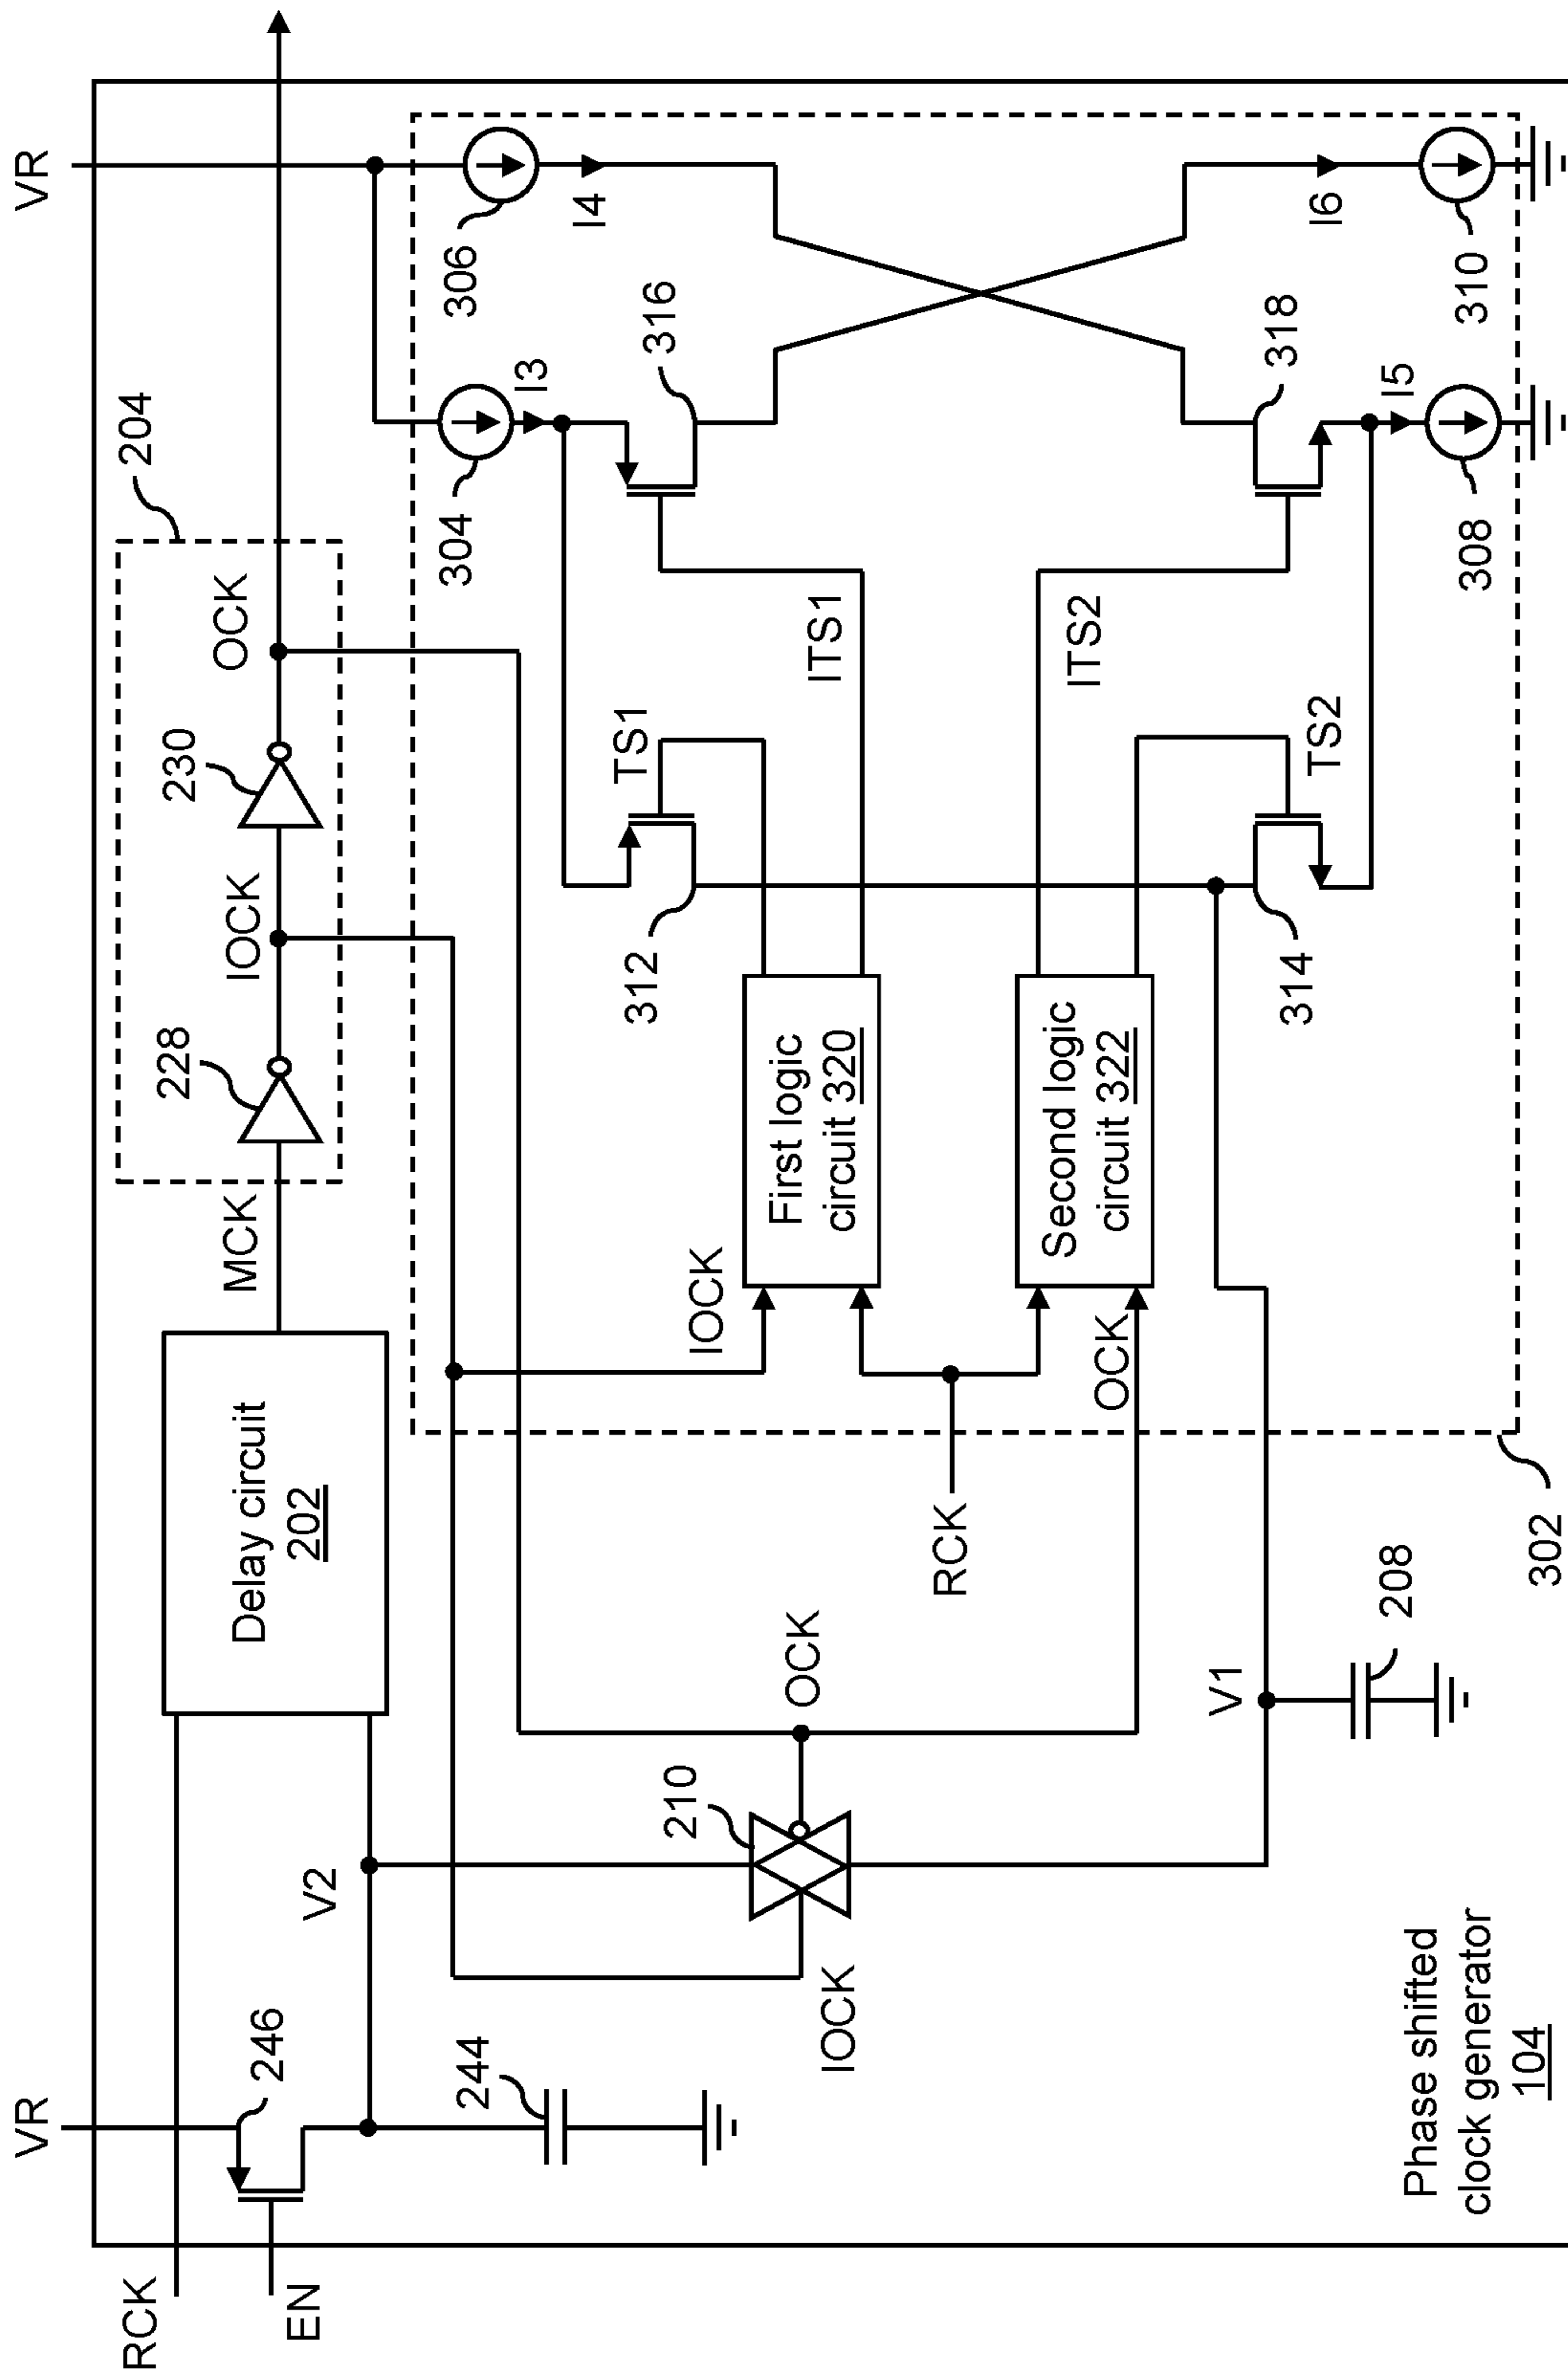 VR
VR
RCK
EN
246
V2
244
Delay circuit
202
MCK
228
IOCK
230
OCK
204
306
I4
304
I3
316
312
TS1
ITS1
IOCK
First logic
circuit 320
210
OCK
IOCK
RCK
Second logic
circuit 322
OCK
ITS2
TS2
314
318
I6
310
I5
308
V1
208
302
Phase shifted
clock generator
104